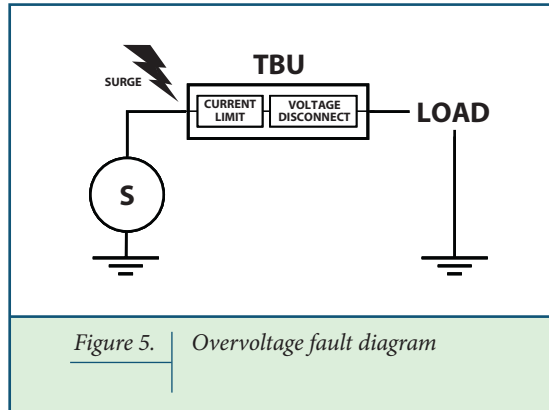 TBU
SURGE
CURRENT
LIMIT
VOLTAGE
DISCONNECT
LOAD
S
Figure 5. Overvoltage fault diagram